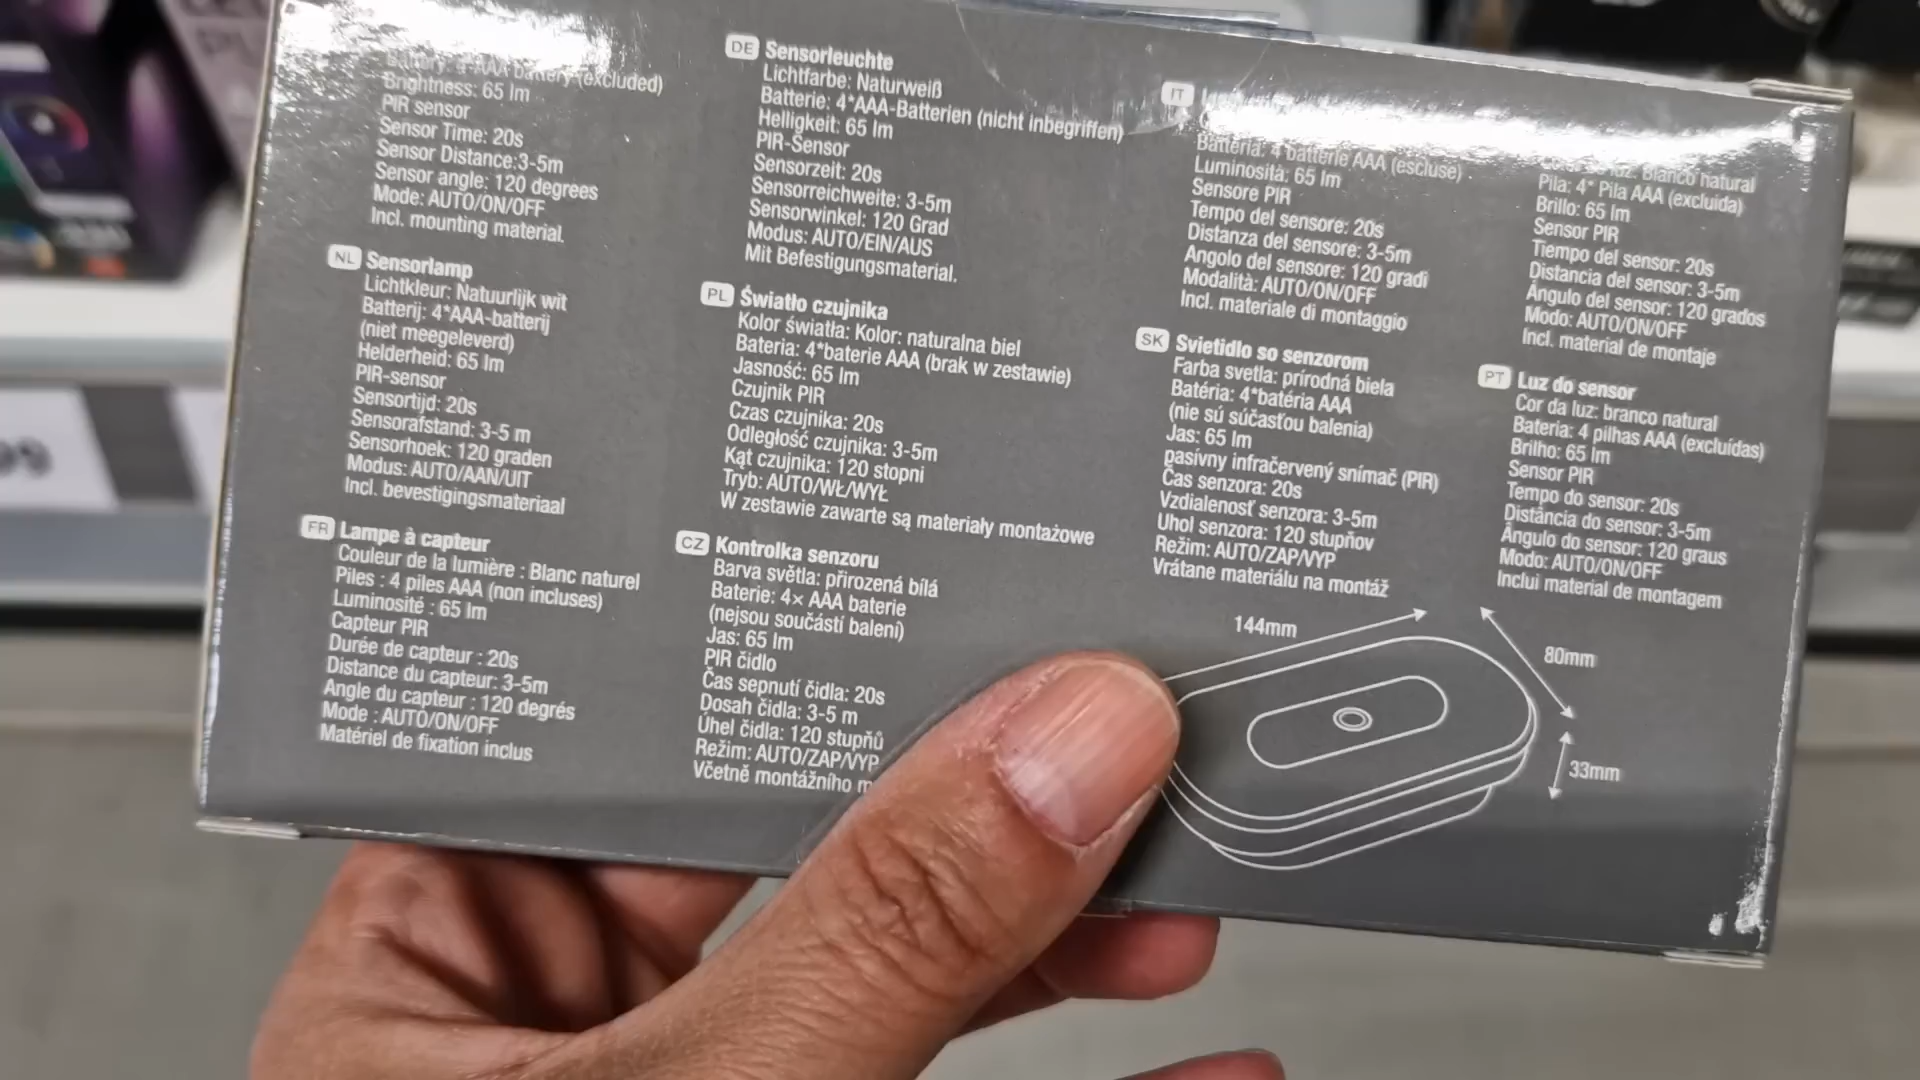 Battery: 4*AAA battery (excluded)
Brightness: 65 lm
PIR sensor
Sensor Time: 20s
Sensor Distance:3-5m
Sensor angle: 120 degrees
Mode: AUTO/ON/OFF
Incl. mounting material.
NL Sensorlamp
Lichtkleur: Natuurlijk wit
Batterij: 4*AAA-batterij
(niet meegeleverd)
Helderheid: 65 lm
PIR-sensor
Sensortijd: 20s
Sensorafstand: 3-5 m
Sensorhoek: 120 graden
Modus: AUTO/AAN/UIT
Incl. bevestigingsmateriaal
FR Lampe à capteur
Couleur de la lumière : Blanc naturel
Piles : 4 piles AAA (non incluses)
Luminosité : 65 lm
Capteur PIR
Durée de capteur : 20s
Distance du capteur: 3-5m
Angle du capteur : 120 degrés
Mode : AUTO/ON/OFF
Matériel de fixation inclus
DE Sensorleuchte
Lichtfarbe: Naturweiß
Batterie: 4*AAA-Batterien (nicht inbegriffen)
Helligkeit: 65 lm
PIR-Sensor
Sensorzeit: 20s
Sensorreichweite: 3-5m
Sensorwinkel: 120 Grad
Modus: AUTO/EIN/AUS
Mit Befestigungsmaterial.
PL Światło czujnika
Kolor światła: Kolor: naturalna biel
Bateria: 4*baterie AAA (brak w zestawie)
Jasność: 65 lm
Czujnik PIR
Czas czujnika: 20s
Odległość czujnika: 3-5m
Kąt czujnika: 120 stopni
Tryb: AUTO/WŁ/WYŁ
W zestawie zawarte są materiały montażowe
CZ Kontrolka senzoru
Barva světla: přirozená bílá
Baterie: 4× AAA baterie
(nejsou součástí balení)
Jas: 65 lm
PIR čidlo
Čas sepnutí čidla: 20s
Dosah čidla: 3-5 m
Úhel čidla: 120 stupňů
Režim: AUTO/ZAP/VYP
Včetně montážního
IT
Batteria: 4 batterie AAA (escluse)
Luminosità: 65 lm
Sensore PIR
Tempo del sensore: 20s
Distanza del sensore: 3-5m
Angolo del sensore: 120 gradi
Modalità: AUTO/ON/OFF
Incl. materiale di montaggio
SK Svietidlo so senzorom
Farba svetla: prírodná biela
Batéria: 4*batéria AAA
(nie sú súčasťou balenia)
Jas: 65 lm
pasívny infračervený snímač (PIR)
Čas senzora: 20s
Vzdialenosť senzora: 3-5m
Uhol senzora: 120 stupňov
Režim: AUTO/ZAP/VYP
Vrátane materiálu na montáž
luz: Blanco natural
Pila: 4* Pila AAA (excluida)
Brillo: 65 lm
Sensor PIR
Tiempo del sensor: 20s
Distancia del sensor: 3-5m
Ángulo del sensor: 120 grados
Modo: AUTO/ON/OFF
Incl. material de montaje
PT Luz do sensor
Cor da luz: branco natural
Bateria: 4 pilhas AAA (excluídas)
Brilho: 65 lm
Sensor PIR
Tempo do sensor: 20s
Distância do sensor: 3-5m
Ângulo do sensor: 120 graus
Modo: AUTO/ON/OFF
Inclui material de montagem
144mm
80mm
33mm